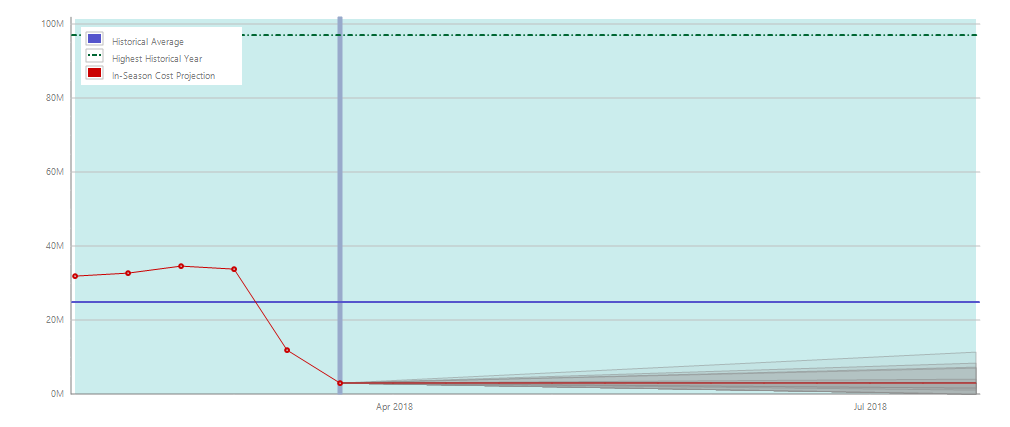 100M
Historical Average
Highest Historical Year
In-Season Cost Projection
80M
60M
40M
20M
0M
Apr 2018
Jul 2018